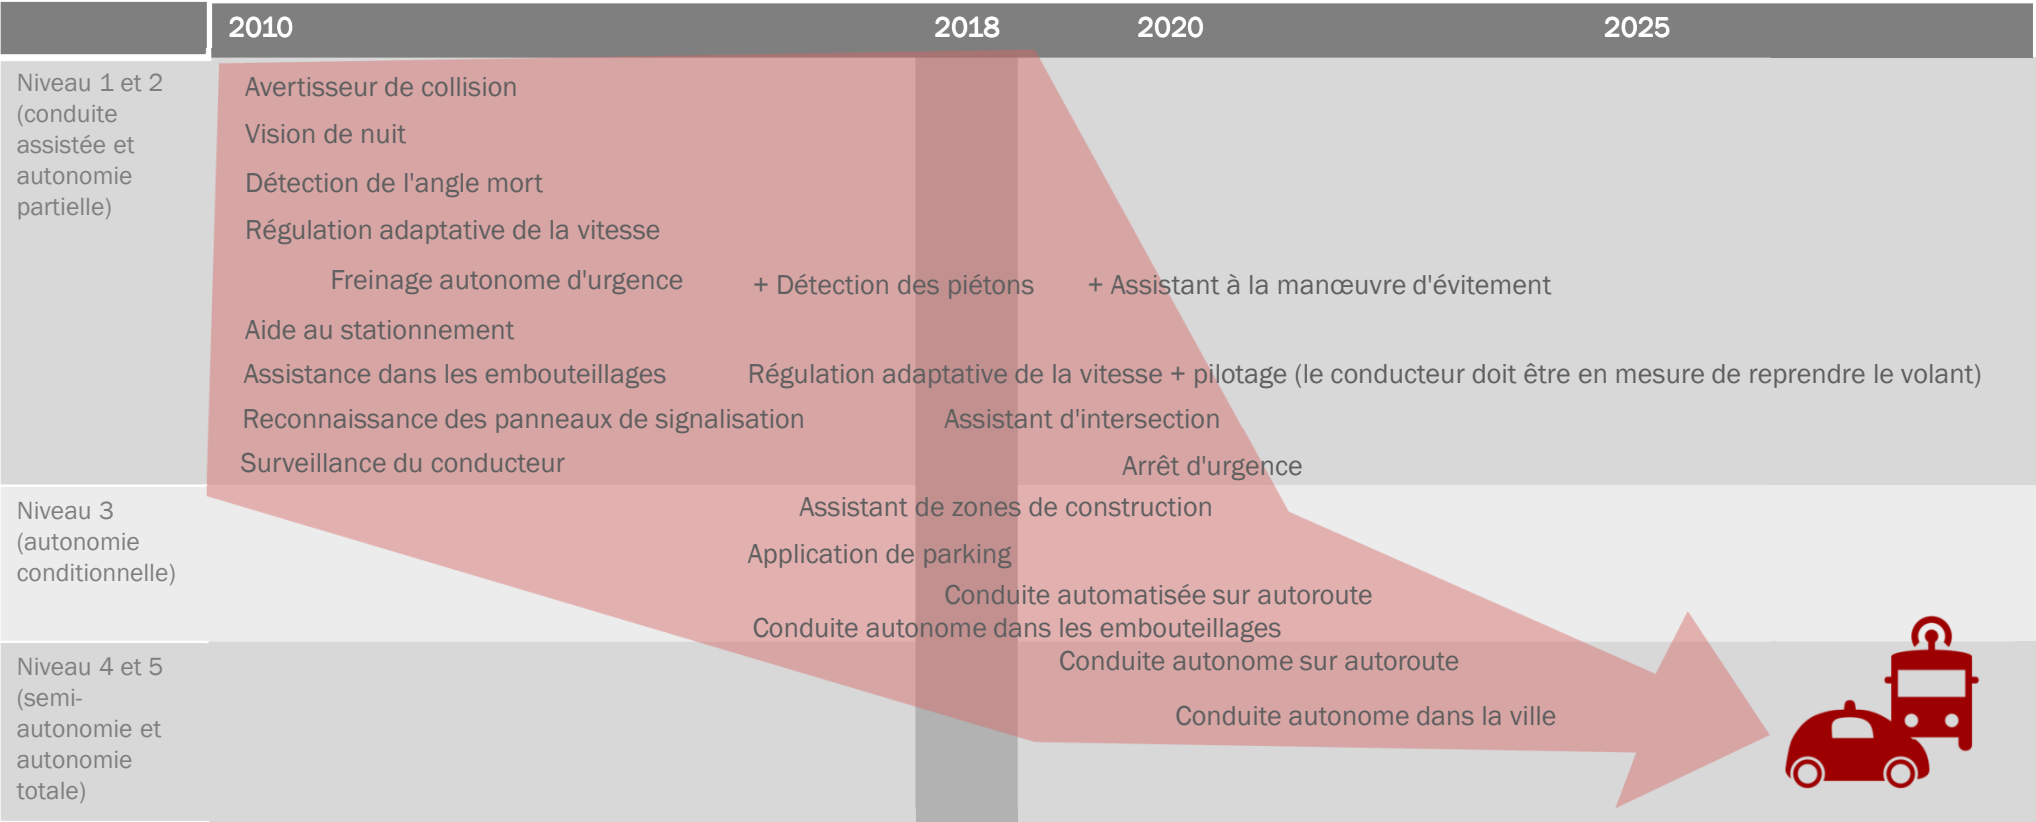 2010 2018 2020 2025
Niveau 1 et 2
(conduite
assistée et
autonomie
partielle)
Avertisseur de collision
Vision de nuit
Détection de l'angle mort
Régulation adaptative de la vitesse
Freinage autonome d'urgence + Détection des piétons + Assistant à la manœuvre d'évitement
Aide au stationnement
Assistance dans les embouteillages Régulation adaptative de la vitesse + pilotage (le conducteur doit être en mesure de reprendre le volant)
Reconnaissance des panneaux de signalisation Assistant d'intersection
Surveillance du conducteur Arrêt d'urgence
Niveau 3
(autonomie
conditionnelle)
Assistant de zones de construction
Application de parking
Conduite automatisée sur autoroute
Conduite autonome dans les embouteillages
Niveau 4 et 5
(semi-
autonomie et
autonomie
totale)
Conduite autonome sur autoroute
Conduite autonome dans la ville